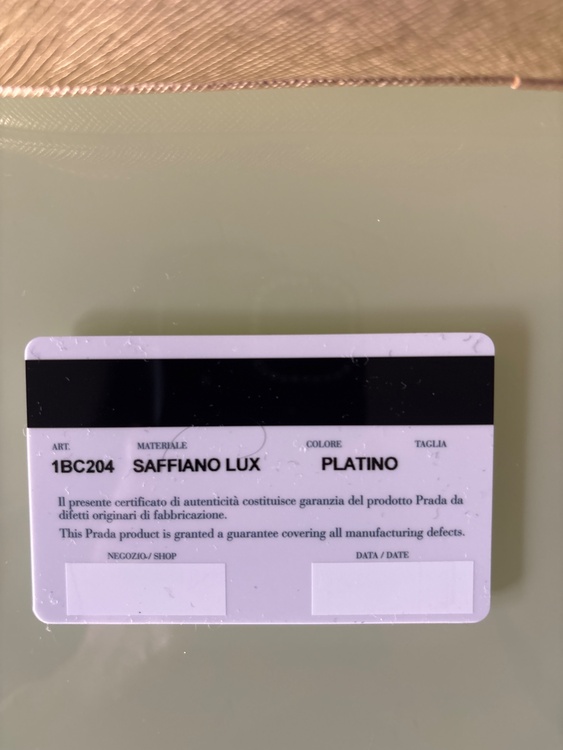 ART. MATERIALE COLORE TAGLIA
1BC204 SAFFIANO LUX PLATINO
Il presente certificato di autenticità costituisce garanzia del prodotto Prada da
difetti originari di fabbricazione.
This Prada product is granted a guarantee covering all manufacturing defects.
NEGOZIO / SHOP DATA / DATE